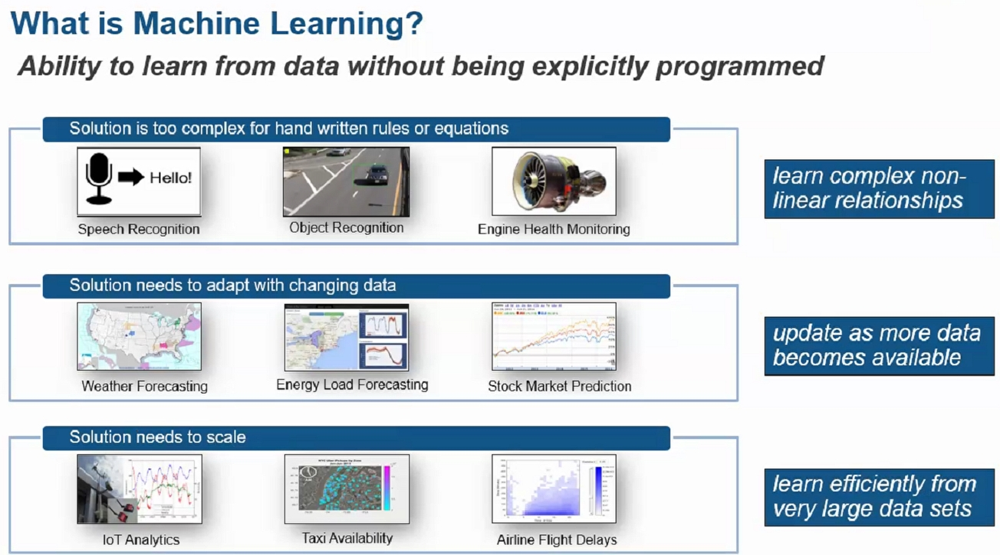 What is Machine Learning?
Ability to learn from data without being explicitly programmed
Solution is too complex for hand written rules or equations
Hello!
Speech Recognition
Object Recognition
Engine Health Monitoring
learn complex non-
linear relationships
Solution needs to adapt with changing data
Weather Forecasting
Energy Load Forecasting
Stock Market Prediction
update as more data
becomes available
Solution needs to scale
IoT Analytics
Taxi Availability
Airline Flight Delays
learn efficiently from
very large data sets